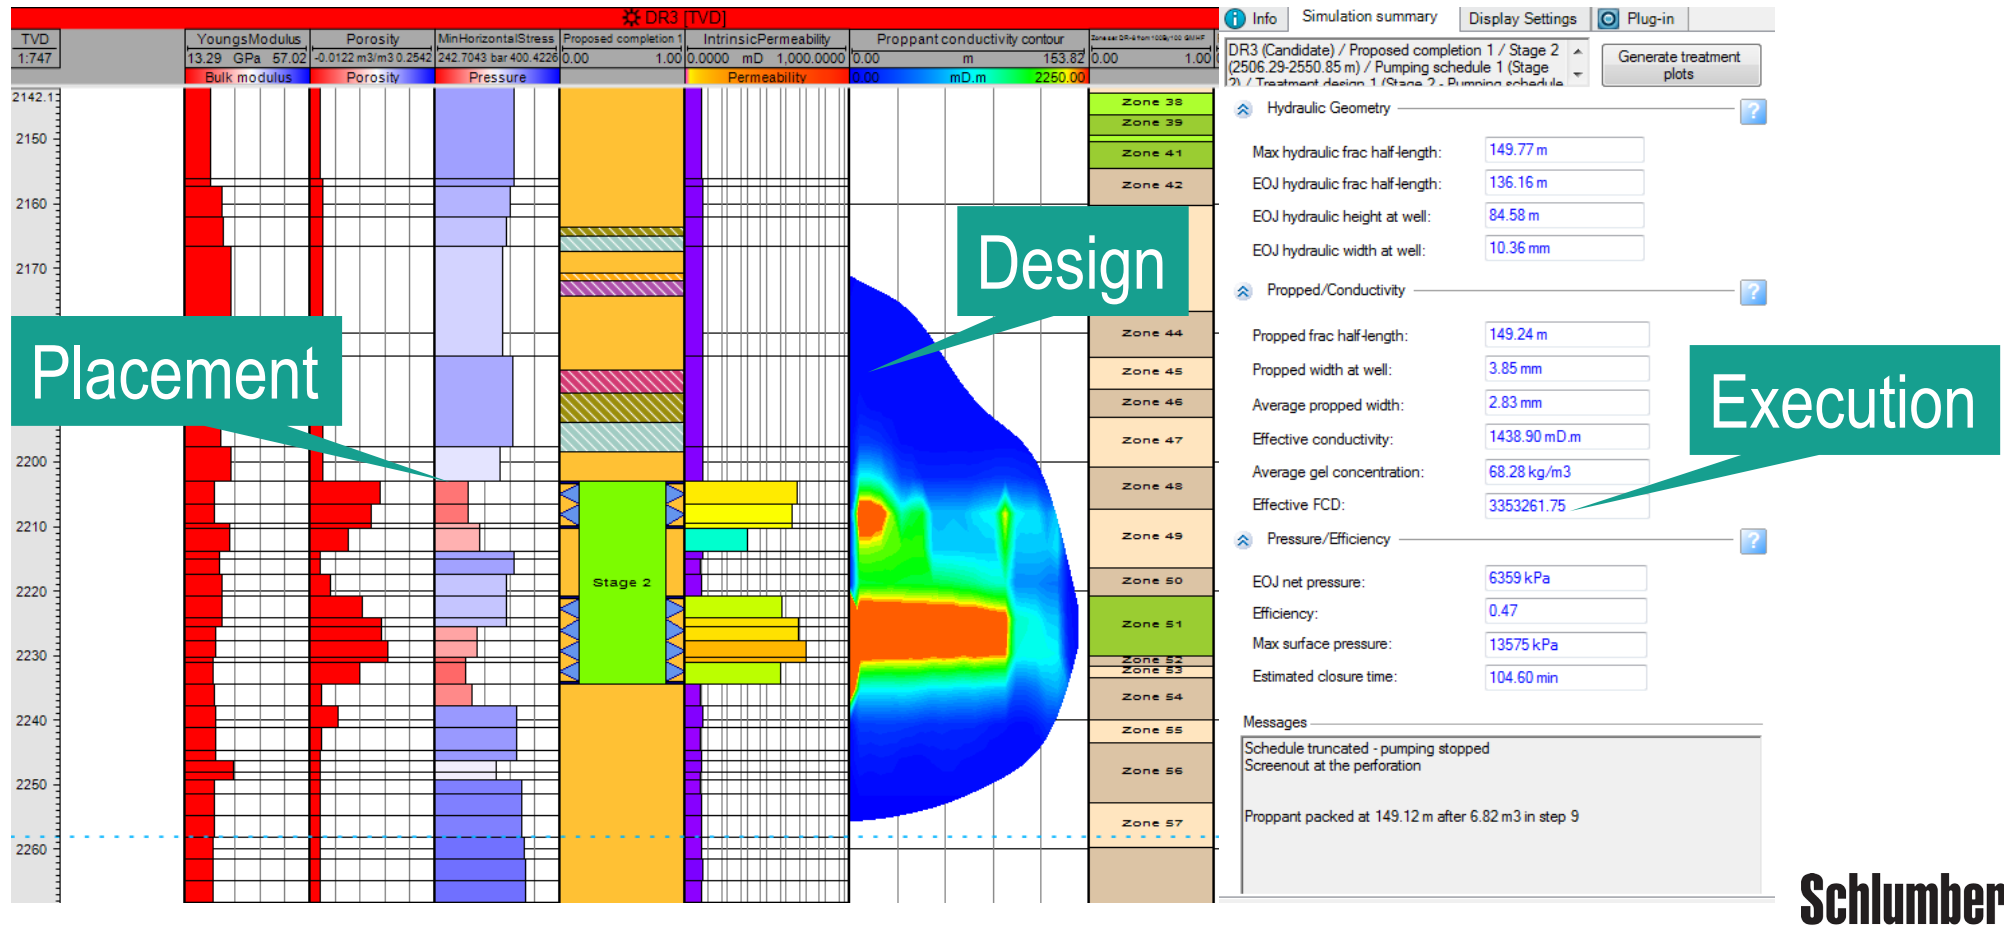 DR3 [TVD]
TVD
1:747
YoungsModulus
13.29 GPa 57.02
Bulk modulus
Porosity
-0.0122 m3/m3 0.2542
Porosity
MinHorizontalStress
242.7043 bar 400.4226
Pressure
Proposed completion 1
0.00 1.00
IntrinsicPermeability
0.0000 mD 1,000.0000
Permeability
Proppant conductivity contour
0.00 m 153.82
0.00 mD.m 2250.00
0.00 1.00
2142.1
2150
2160
2170
2200
2210
2220
2230
2240
2250
2260
Placement
Design
Execution
Stage 2
Zone 38
Zone 39
Zone 41
Zone 42
Zone 44
Zone 45
Zone 46
Zone 47
Zone 48
Zone 49
Zone 50
Zone 51
Zone 52
Zone 53
Zone 54
Zone 55
Zone 56
Zone 57
Info
Simulation summary
Display Settings
Plug-in
DR3 (Candidate) / Proposed completion 1 / Stage 2
(2506.29-2550.85 m) / Pumping schedule 1 (Stage
2) / Treatment design 1 (Stage 2 - Pumping schedule
Generate treatment
plots
Hydraulic Geometry
?
Max hydraulic frac half-length: 149.77 m
EOJ hydraulic frac half-length: 136.16 m
EOJ hydraulic height at well: 84.58 m
EOJ hydraulic width at well: 10.36 mm
Propped/Conductivity
?
Propped frac half-length: 149.24 m
Propped width at well: 3.85 mm
Average propped width: 2.83 mm
Effective conductivity: 1438.90 mD.m
Average gel concentration: 68.28 kg/m3
Effective FCD: 3353261.75
Pressure/Efficiency
?
EOJ net pressure: 6359 kPa
Efficiency: 0.47
Max surface pressure: 13575 kPa
Estimated closure time: 104.60 min
Messages
Schedule truncated - pumping stopped
Screenout at the perforation
Proppant packed at 149.12 m after 6.82 m3 in step 9
Schlumber